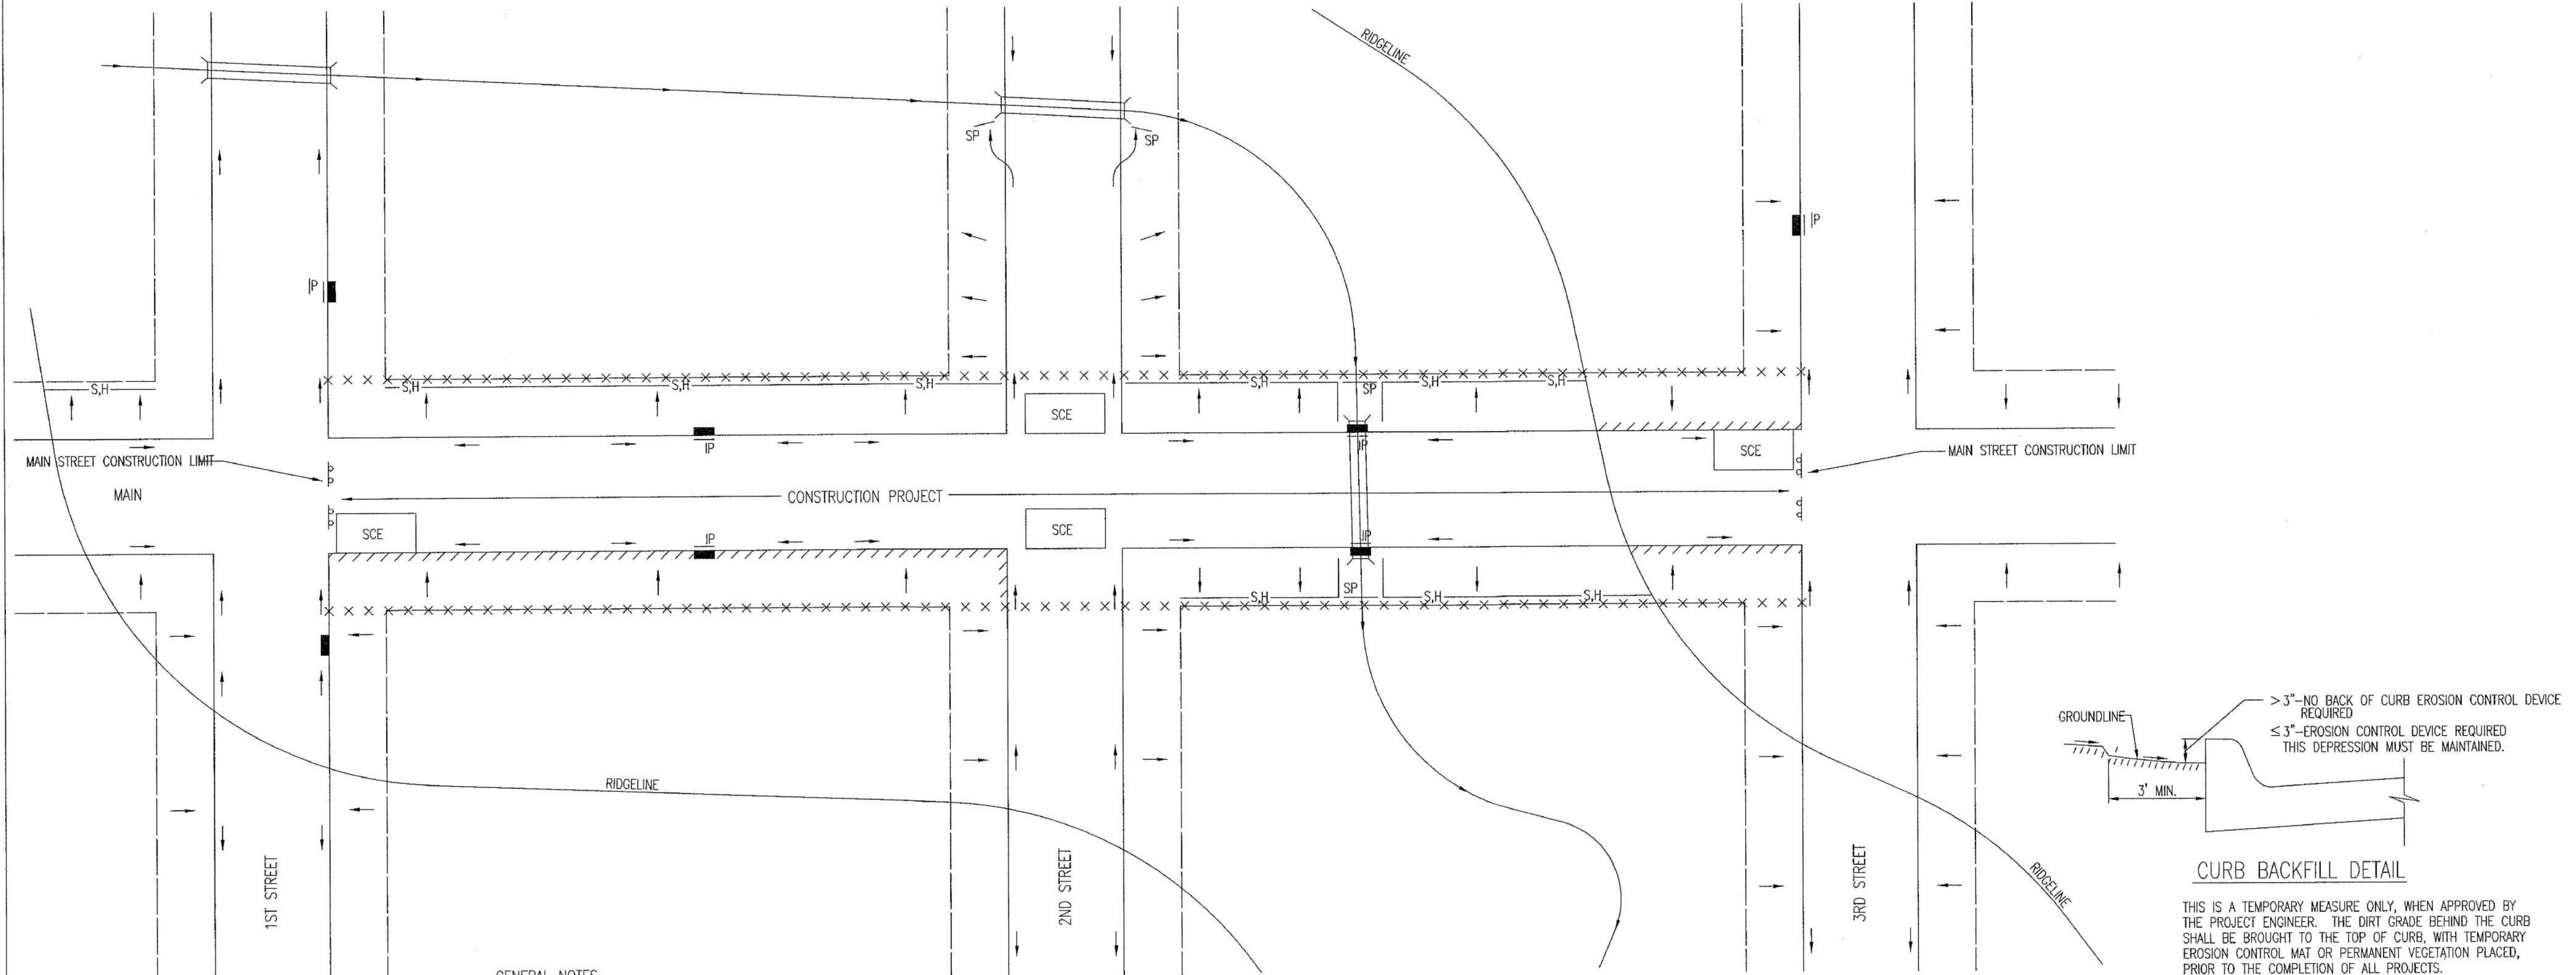 RIDGELINE
SP
SP
IP
IP
S,H
S,H
S,H
S,H
S,H
SP
S,H
S,H
SCE
IP
IP
SCE
MAIN STREET CONSTRUCTION LIMIT
MAIN STREET CONSTRUCTION LIMIT
MAIN
CONSTRUCTION PROJECT
SCE
SCE
IP
IP
S,H
SP
S,H
S,H
RIDGELINE
1ST STREET
2ND STREET
3RD STREET
RIDGELINE
GROUNDLINE
>3"-NO BACK OF CURB EROSION CONTROL DEVICE
REQUIRED
≤3"-EROSION CONTROL DEVICE REQUIRED
THIS DEPRESSION MUST BE MAINTAINED.
3' MIN.
CURB BACKFILL DETAIL
THIS IS A TEMPORARY MEASURE ONLY, WHEN APPROVED BY
THE PROJECT ENGINEER. THE DIRT GRADE BEHIND THE CURB
SHALL BE BROUGHT TO THE TOP OF CURB, WITH TEMPORARY
EROSION CONTROL MAT OR PERMANENT VEGETATION PLACED,
PRIOR TO THE COMPLETION OF ALL PROJECTS.
GENERAL NOTES